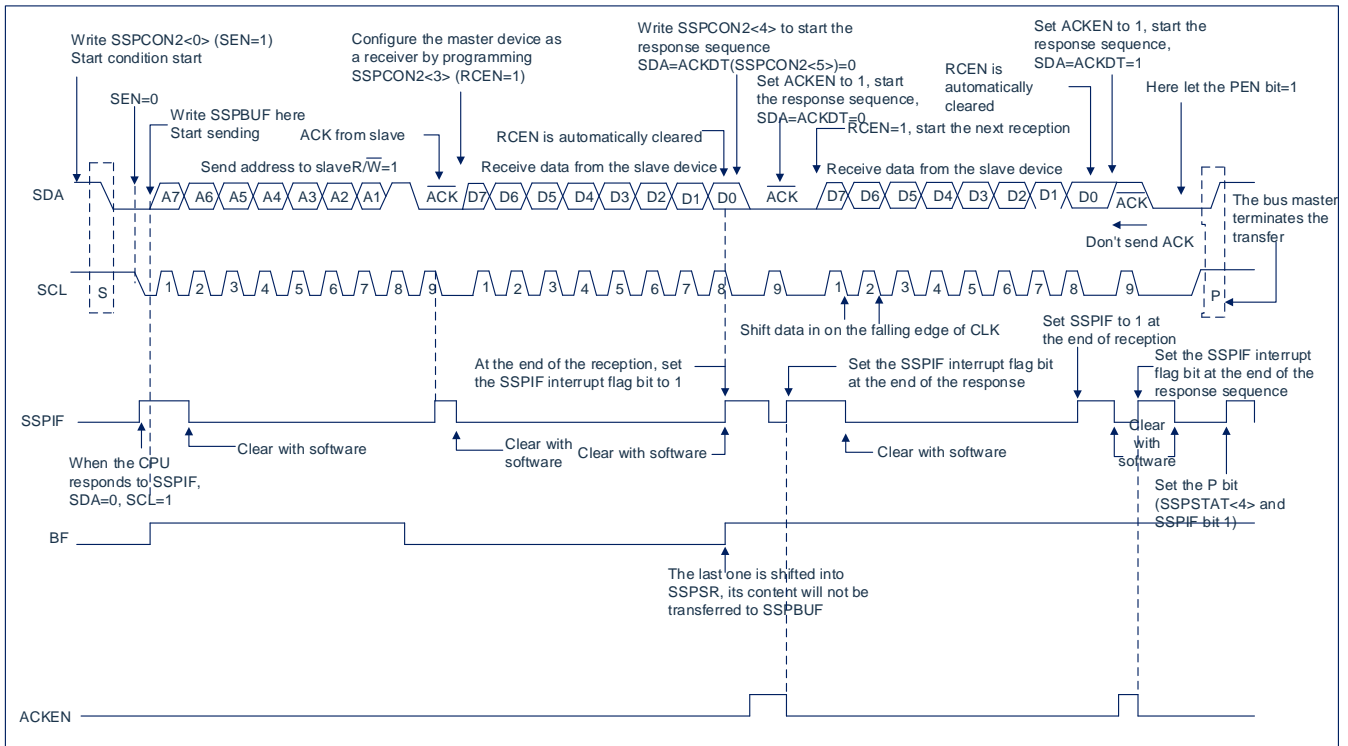 Write SSPCON2<0> (SEN=1)
Start condition start
SEN=0
Write SSPBUF here
Start sending
ACK from slave
Configure the master device as
a receiver by programming
SSPCON2<3> (RCEN=1)
Write SSPCON2<4> to start the
response sequence
SDA=ACKDT(SSPCON2<5>)=0
Set ACKEN to 1, start
the response sequence,
SDA=ACKDT=0
RCEN is automatically cleared
RCEN=1, start the next reception
RCEN is
automatically
cleared
Set ACKEN to 1, start the
response sequence,
SDA=ACKDT=1
Here let the PEN bit=1
Send address to slaveR/W=1
Receive data from the slave device
Receive data from the slave device
SDA
A7 A6 A5 A4 A3 A2 A1 ACK D7 D6 D5 D4 D3 D2 D1 D0 ACK D7 D6 D5 D4 D3 D2 D1 D0 ACK
The bus master
terminates the
transfer
Don't send ACK
SCL
S 1 2 3 4 5 6 7 8 9 1 2 3 4 5 6 7 8 9 1 2 3 4 5 6 7 8 9 P
Shift data in on the falling edge of CLK
Set SSPIF to 1 at
the end of reception
At the end of the reception, set
the SSPIF interrupt flag bit to 1
Set the SSPIF interrupt flag bit
at the end of the response
Set the SSPIF interrupt
flag bit at the end of the
response sequence
SSPIF
Clear with software
Clear with
software
Clear with software
Clear with software
Clear
with
software
When the CPU
responds to SSPIF,
SDA=0, SCL=1
Set the P bit
(SSPSTAT<4> and
SSPIF bit 1)
BF
The last one is shifted into
SSPSR, its content will not be
transferred to SSPBUF
ACKEN